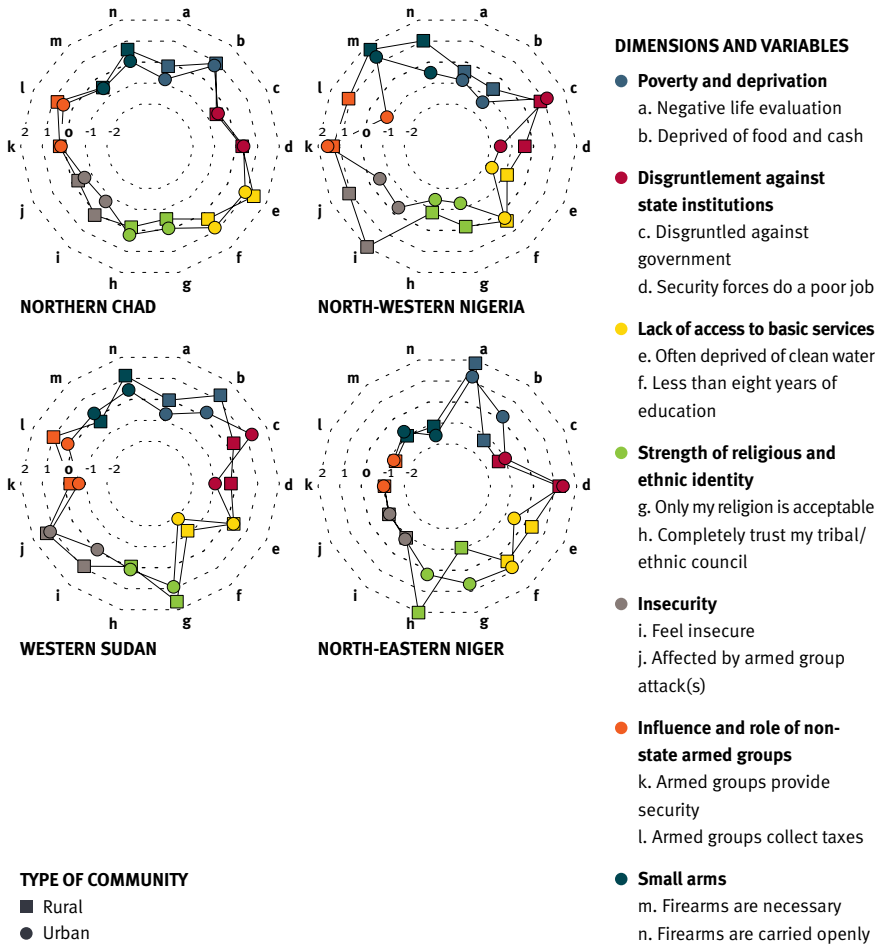 n
a
m
b
l
c
2 1 0 -1 -2
k
d
j
e
i
f
h
g
NORTHERN CHAD
n
a
m
b
l
c
2 1 0 -1 -2
k
d
j
e
i
f
h
g
NORTH-WESTERN NIGERIA
n
a
m
b
l
c
2 1 0 -1 -2
k
d
j
e
i
f
h
g
WESTERN SUDAN
n
a
m
b
l
c
2 1 0 -1 -2
k
d
j
e
i
f
h
g
NORTH-EASTERN NIGER
TYPE OF COMMUNITY
Rural
Urban
DIMENSIONS AND VARIABLES
Poverty and deprivation
a. Negative life evaluation
b. Deprived of food and cash
Disgruntlement against
state institutions
c. Disgruntled against
government
d. Security forces do a poor job
Lack of access to basic services
e. Often deprived of clean water
f. Less than eight years of
education
Strength of religious and
ethnic identity
g. Only my religion is acceptable
h. Completely trust my tribal/
ethnic council
Insecurity
i. Feel insecure
j. Affected by armed group
attack(s)
Influence and role of non-
state armed groups
k. Armed groups provide
security
l. Armed groups collect taxes
Small arms
m. Firearms are necessary
n. Firearms are carried openly